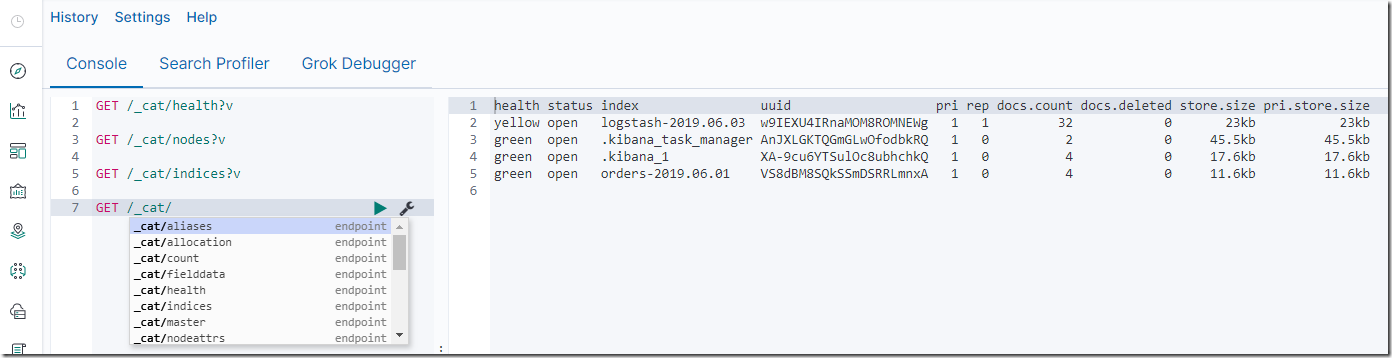 History Settings Help
Console Search Profiler Grok Debugger
1 GET /_cat/health?v
2
3 GET /_cat/nodes?v
4
5 GET /_cat/indices?v
6
7 GET /_cat/
_cat/aliases endpoint
_cat/allocation endpoint
_cat/count endpoint
_cat/fielddata endpoint
_cat/health endpoint
_cat/indices endpoint
_cat/master endpoint
_cat/nodeattrs endpoint
1 health status index uuid pri rep docs.count docs.deleted store.size pri.store.size
2 yellow open logstash-2019.06.03 w9IEXU4IRnaMOM8ROMNEWg 1 1 32 0 23kb 23kb
3 green open .kibana_task_manager AnJXLGKTQGmGLwOfodbkRQ 1 0 2 0 45.5kb 45.5kb
4 green open .kibana_1 XA-9cu6YTSulOc8ubhchkQ 1 0 4 0 17.6kb 17.6kb
5 green open orders-2019.06.01 VS8dBM8SQkSSmDSRRLmnxA 1 0 4 0 11.6kb 11.6kb
6